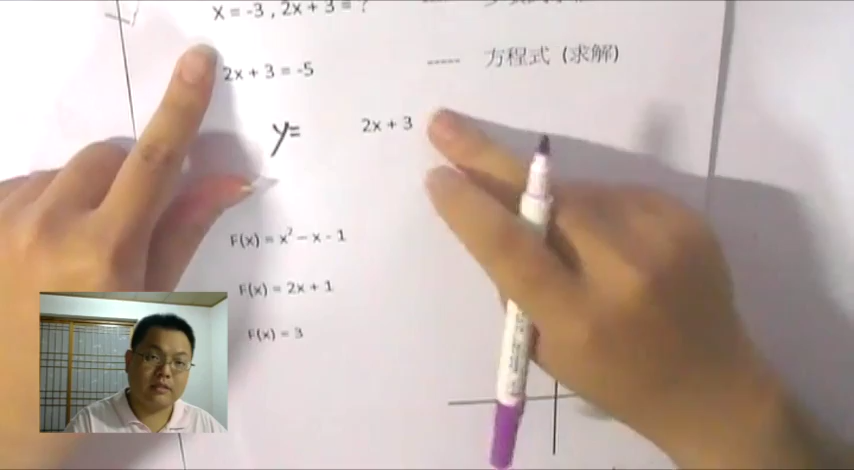 X = -3 , 2x + 3 = ?
2x + 3 = -5 ----- 方程式 (求解)
y= 2x + 3
F(x) = x² – x - 1
F(x) = 2x + 1
F(x) = 3